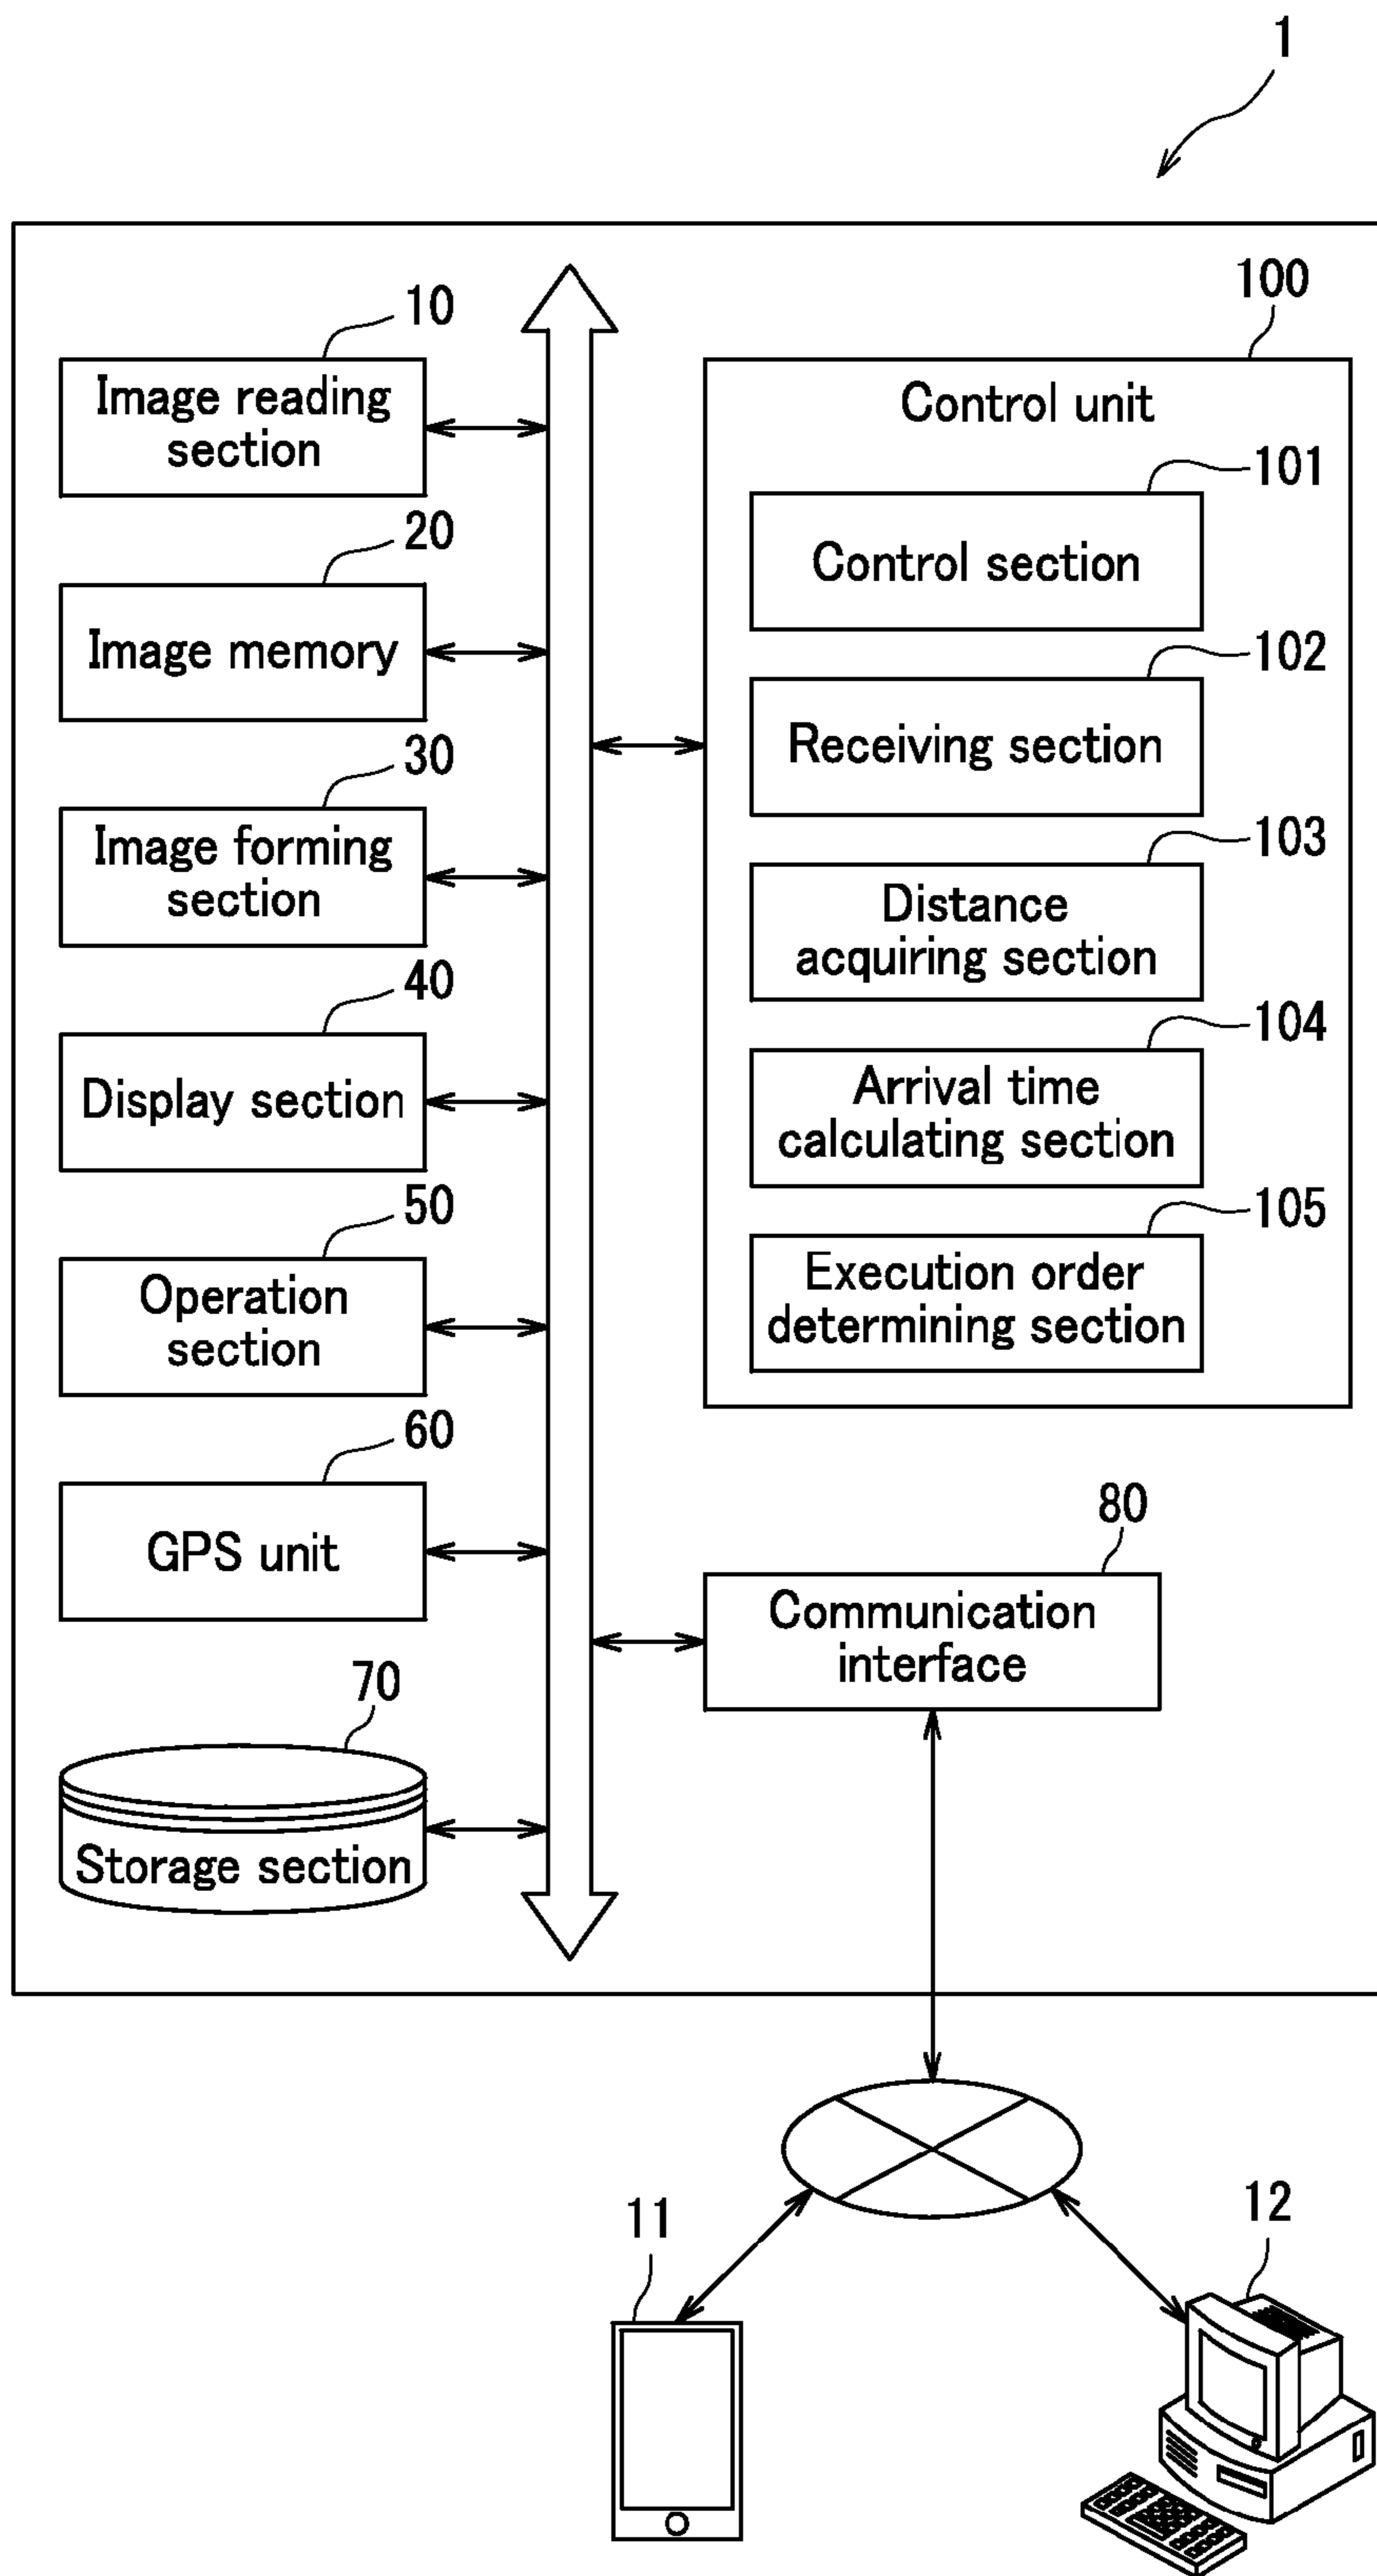 1
10
Image reading
section
20
Image memory
30
Image forming
section
40
Display section
50
Operation
section
60
GPS unit
70
Storage section
100
Control unit
101
Control section
102
Receiving section
103
Distance
acquiring section
104
Arrival time
calculating section
105
Execution order
determining section
80
Communication
interface
11
12